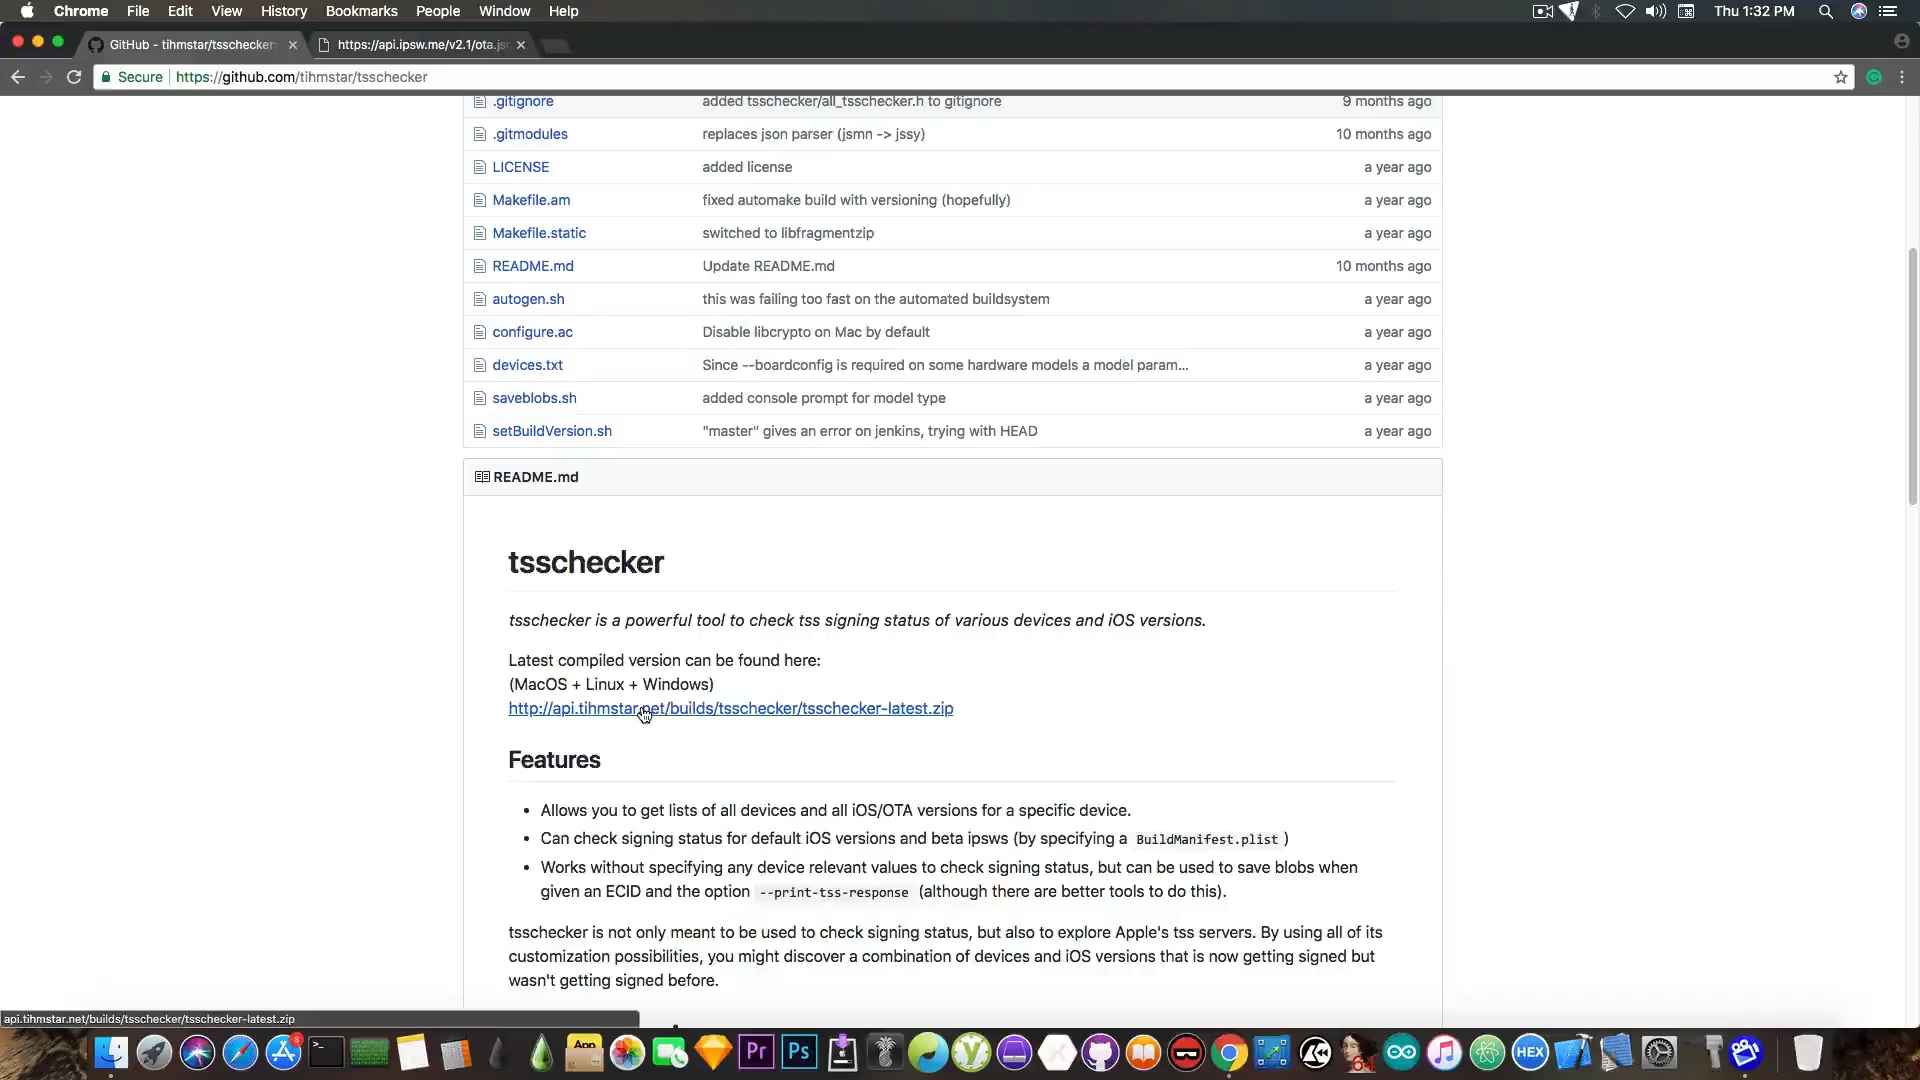 Chrome File Edit View History Bookmarks People Window Help Thu 1:32 PM
GitHub - tihmstar/tsschecker: https://api.ipsw.me/v2.1/ota.js
Secure https://github.com/tihmstar/tsschecker
.gitignore added tsschecker/all_tsschecker.h to gitignore 9 months ago
.gitmodules replaces json parser (jsmn -> jssy) 10 months ago
LICENSE added license a year ago
Makefile.am fixed automake build with versioning (hopefully) a year ago
Makefile.static switched to libfragmentzip a year ago
README.md Update README.md 10 months ago
autogen.sh this was failing too fast on the automated buildsystem a year ago
configure.ac Disable libcrypto on Mac by default a year ago
devices.txt Since --boardconfig is required on some hardware models a model param... a year ago
saveblobs.sh added console prompt for model type a year ago
setBuildVersion.sh "master" gives an error on jenkins, trying with HEAD a year ago
README.md
tsschecker
tsschecker is a powerful tool to check tss signing status of various devices and iOS versions.
Latest compiled version can be found here:
(MacOS + Linux + Windows)
http://api.tihmstar.net/builds/tsschecker/tsschecker-latest.zip
Features
• Allows you to get lists of all devices and all iOS/OTA versions for a specific device.
• Can check signing status for default iOS versions and beta ipsws (by specifying a BuildManifest.plist )
• Works without specifying any device relevant values to check signing status, but can be used to save blobs when
given an ECID and the option --print-tss-response (although there are better tools to do this).
tsschecker is not only meant to be used to check signing status, but also to explore Apple's tss servers. By using all of its
customization possibilities, you might discover a combination of devices and iOS versions that is now getting signed but
wasn't getting signed before.
api.tihmstar.net/builds/tsschecker/tsschecker-latest.zip
8
App Pr Ps 64 HEX